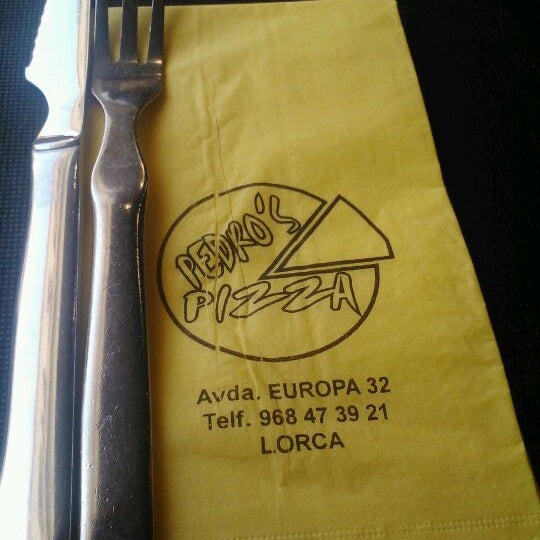 PEDRO'S
PIZZA
Avda. EUROPA 32
Telf. 968 47 39 21
LORCA